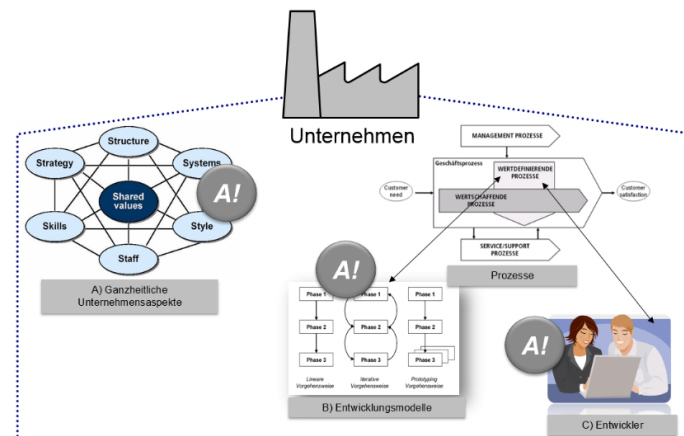 Unternehmen
Structure
Strategy
Systems
Shared
values
A!
Skills
Style
Staff
A) Ganzheitliche
Unternehmensaspekte
MANAGEMENT PROZESSE
Geschäftsprozess
WERTDEFINIERENDE
PROZESSE
Customer
need
Customer
satisfaction
WERTSCHAFFENDE
PROZESSE
SERVICE/SUPPORT
PROZESSE
Prozesse
A!
Phase 1
Phase 1
Phase 1
Phase 2
Phase 2
Phase 2
Phase 3
Phase 3
Phase 3
Lineare
Vorgehensweise
Iterative
Vorgehensweise
Prototyping
Vorgehensweise
B) Entwicklungsmodelle
A!
C) Entwickler